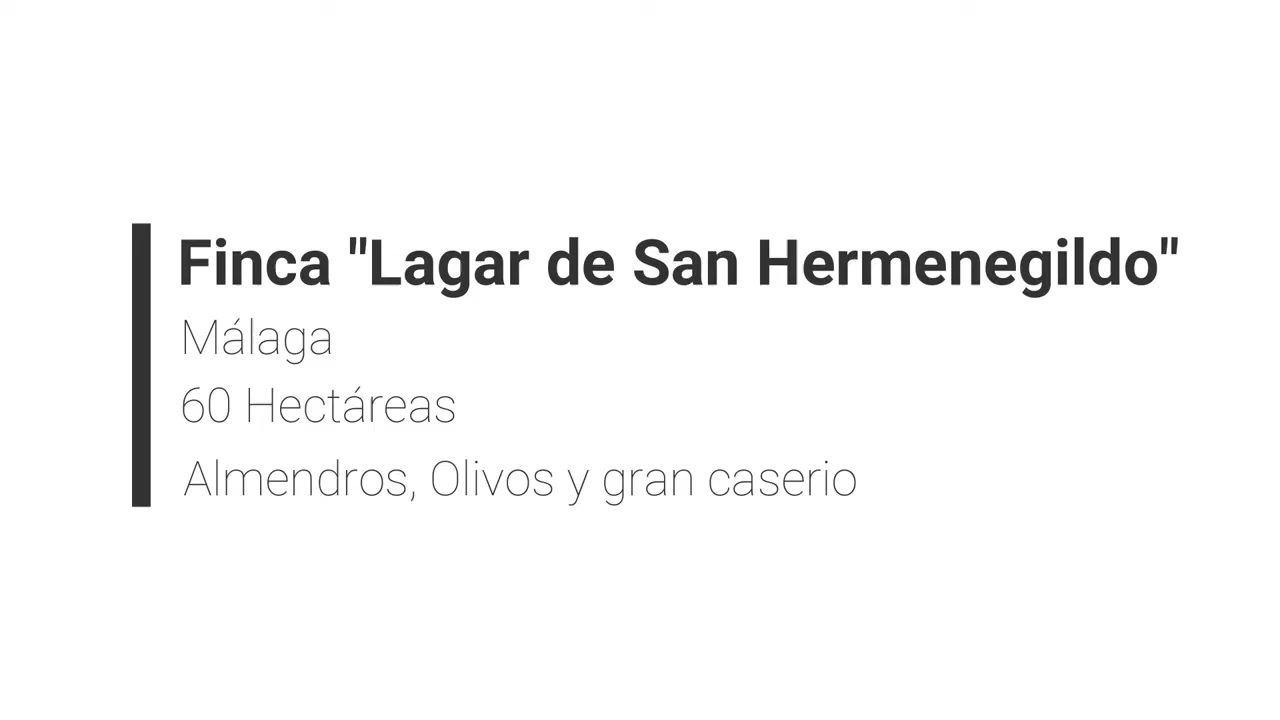 Finca "Lagar de San Hermenegildo"
Málaga
60 Hectáreas
Almendros, Olivos y gran caserio